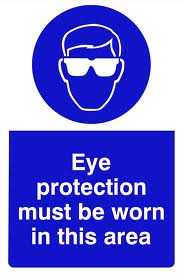 Eye
protection
must be worn
in this area